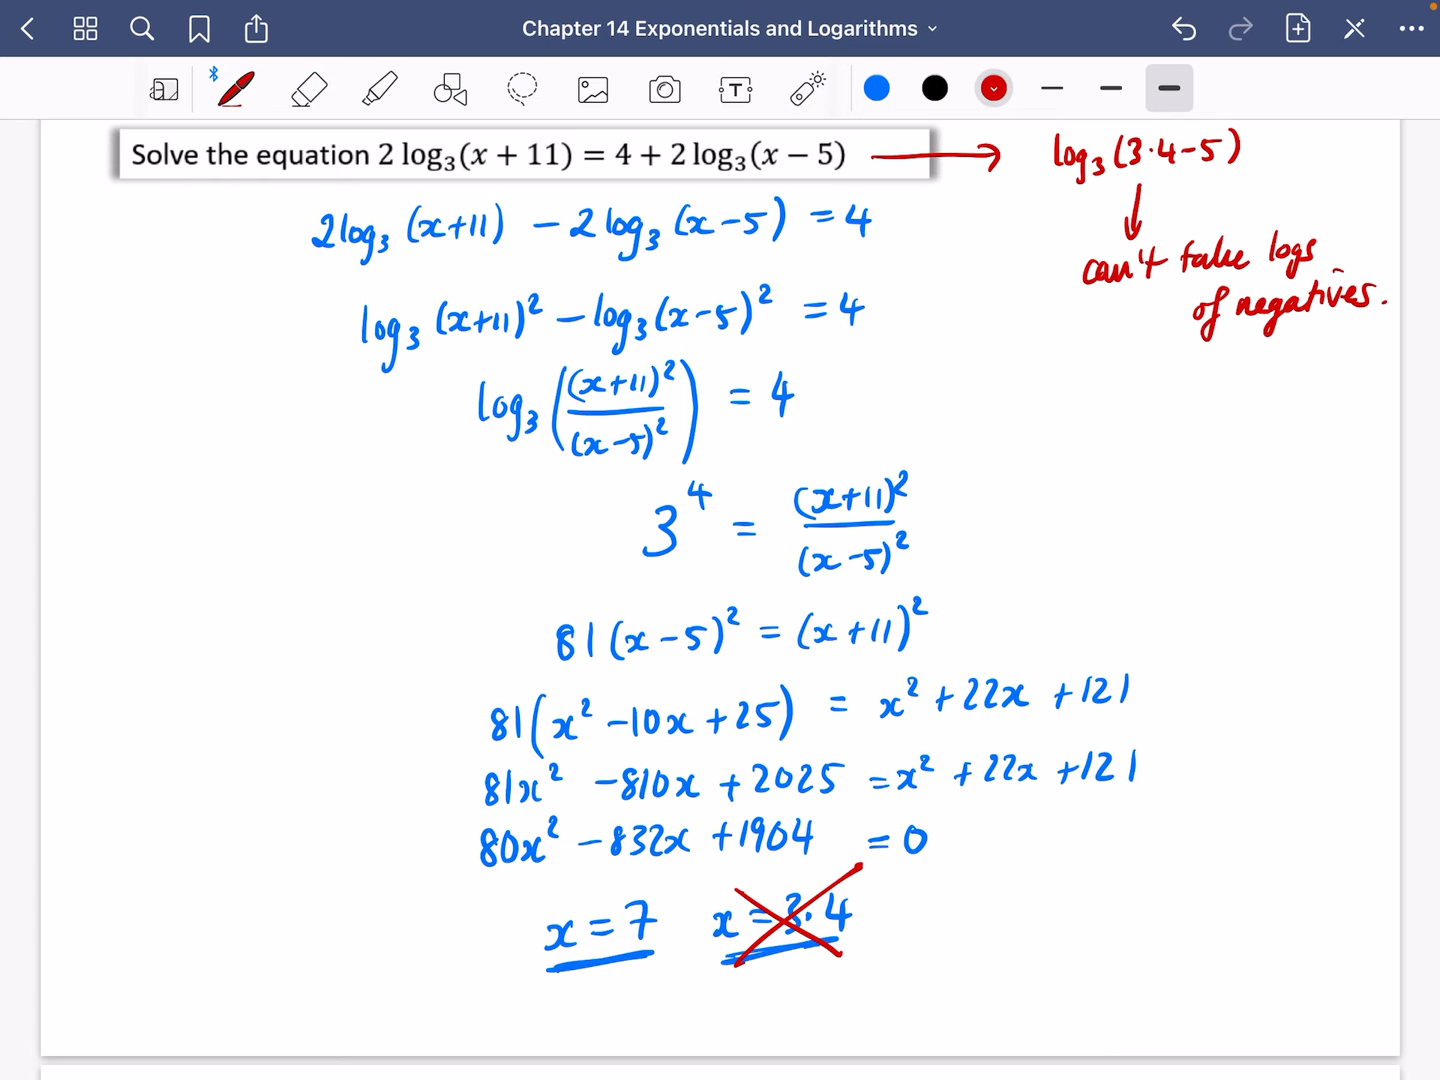 Chapter 14 Exponentials and Logarithms
T
Solve the equation 2 log₃(x + 11) = 4 + 2 log₃(x − 5)
log₃(3·4−5)
can't take logs
of negatives.
2log₃(x+11) − 2log₃(x−5) = 4
log₃(x+11)² − log₃(x−5)² = 4
log₃((x+11)²/(x−5)²) = 4
3⁴ = (x+11)²/(x−5)²
81(x−5)² = (x+11)²
81(x² −10x +25) = x² +22x +121
81x² −810x +2025 = x² +22x +121
80x² −832x +1904 = 0
x = 7 x = 3·4